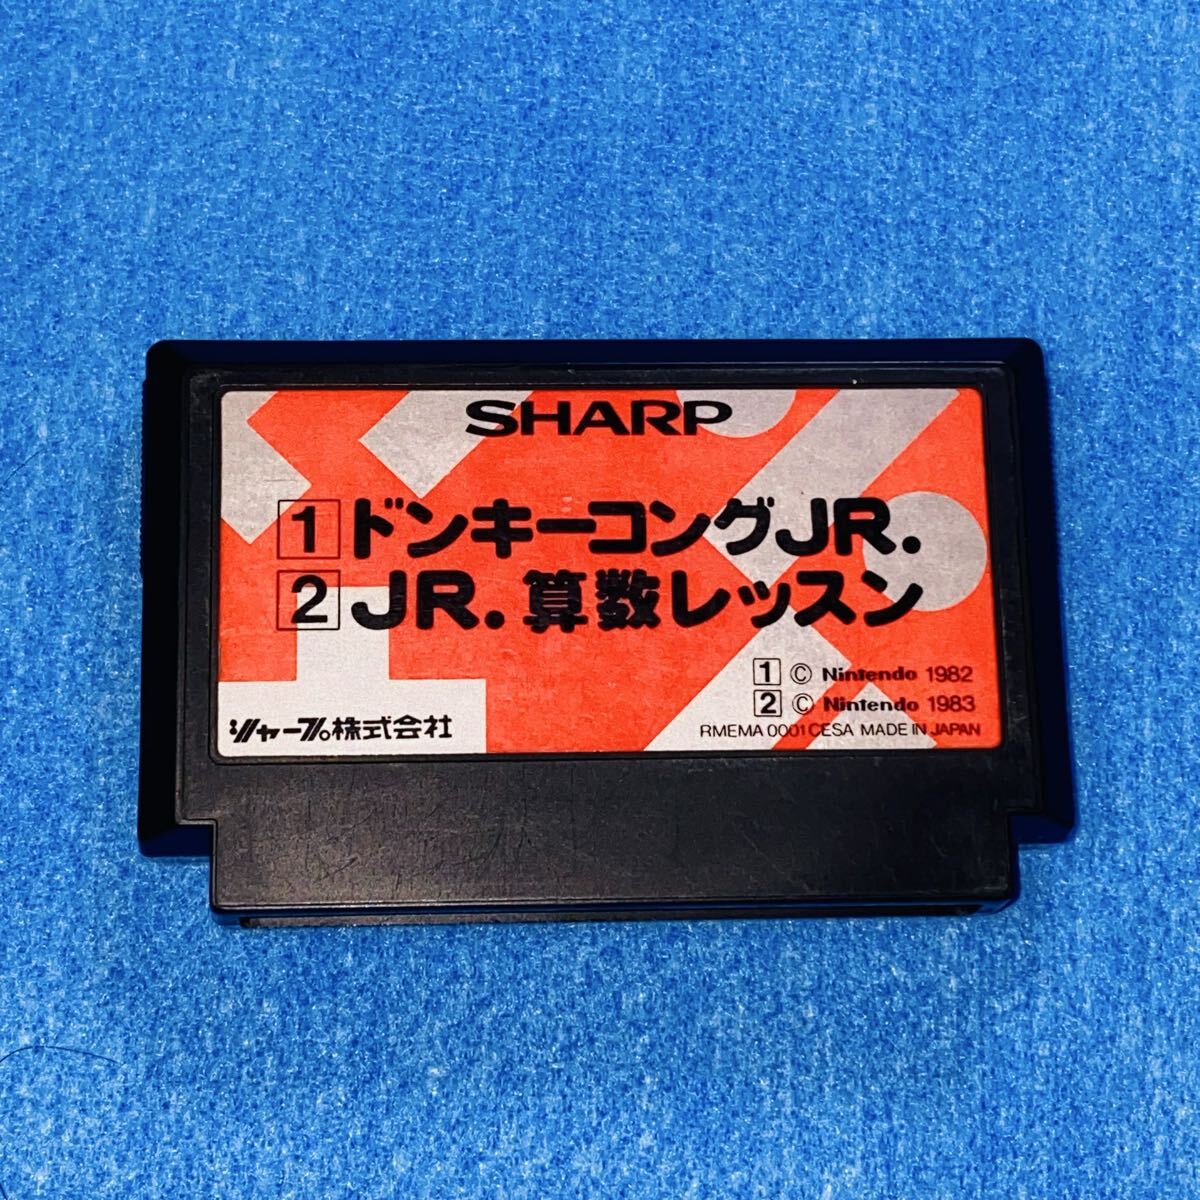 SHARP
1 ドンキーコングJR.
2 JR. 算数レッスン
1 © Nintendo 1982
2 © Nintendo 1983
シャープ株式会社
RMEMA 0001 CESA MADE IN JAPAN